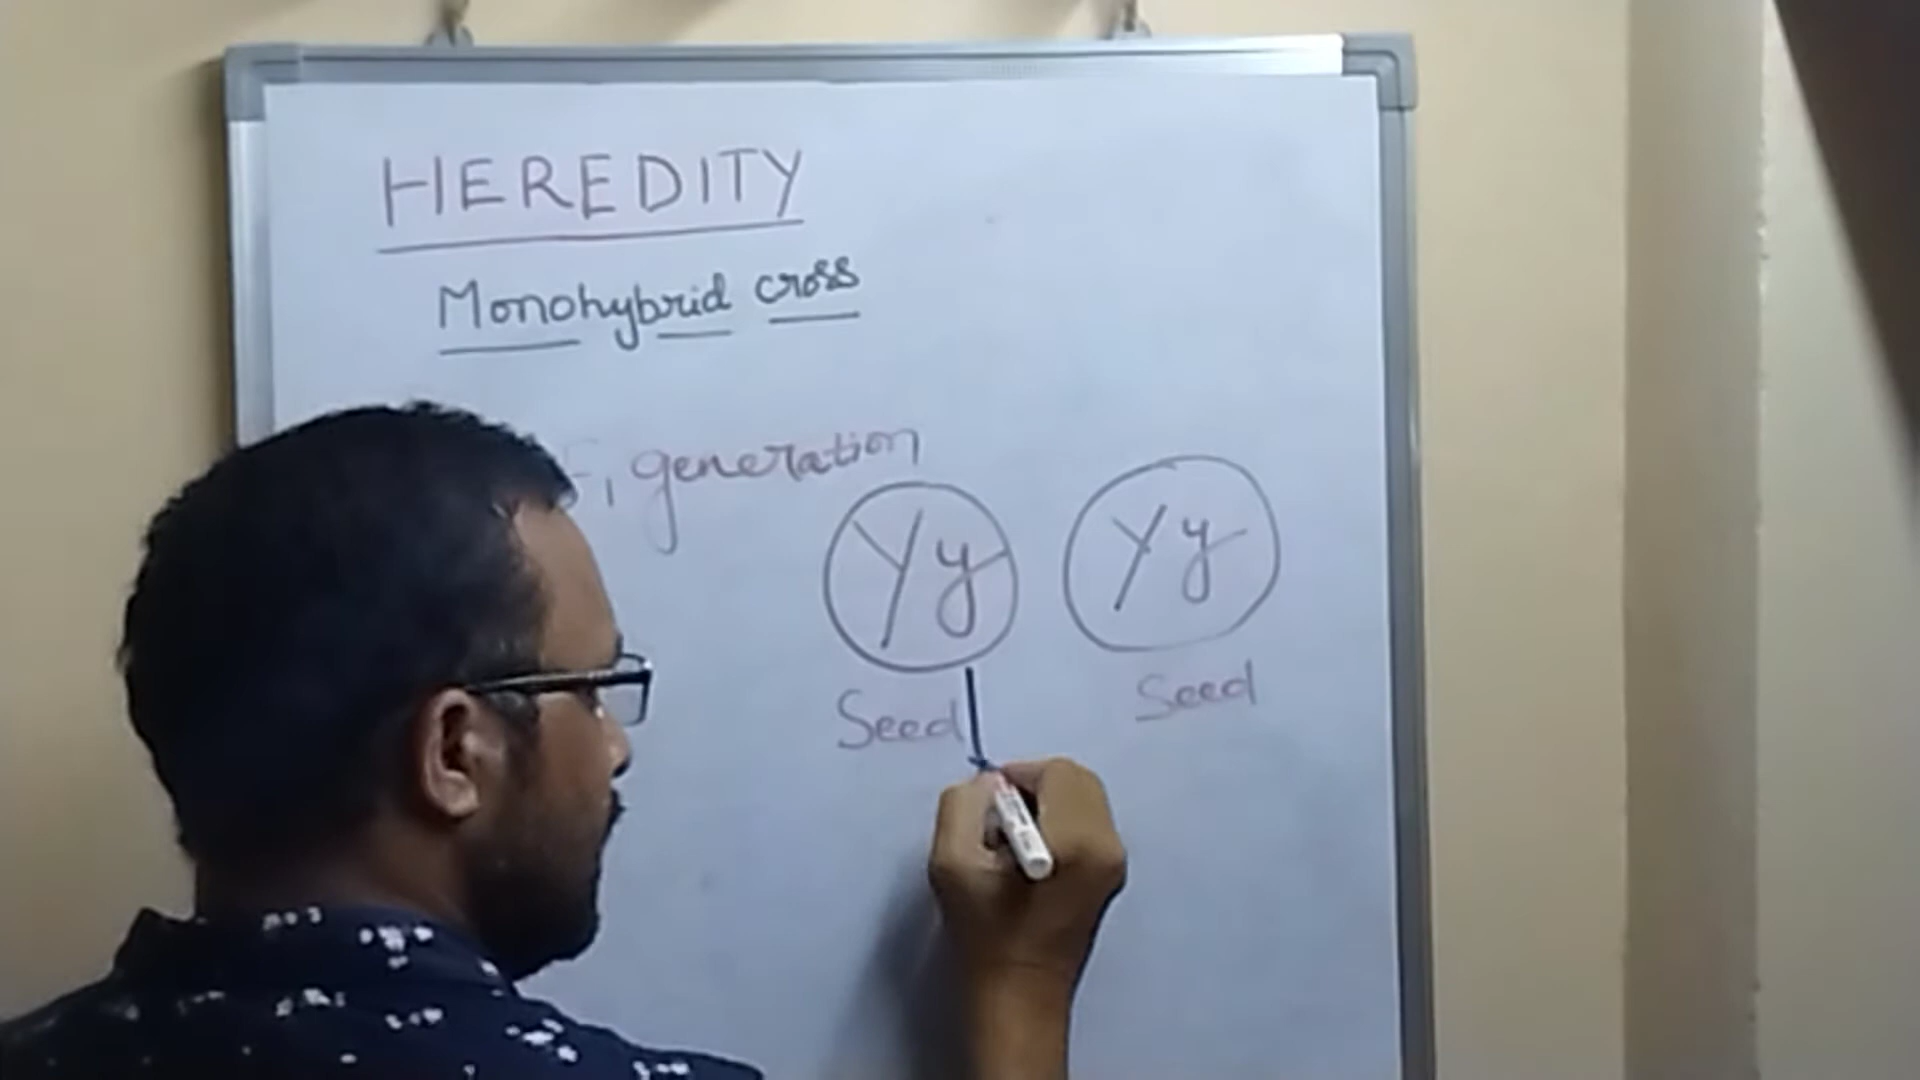 HEREDITY
Monohybrid cross
F1 generation
Yy Yy
Seed Seed